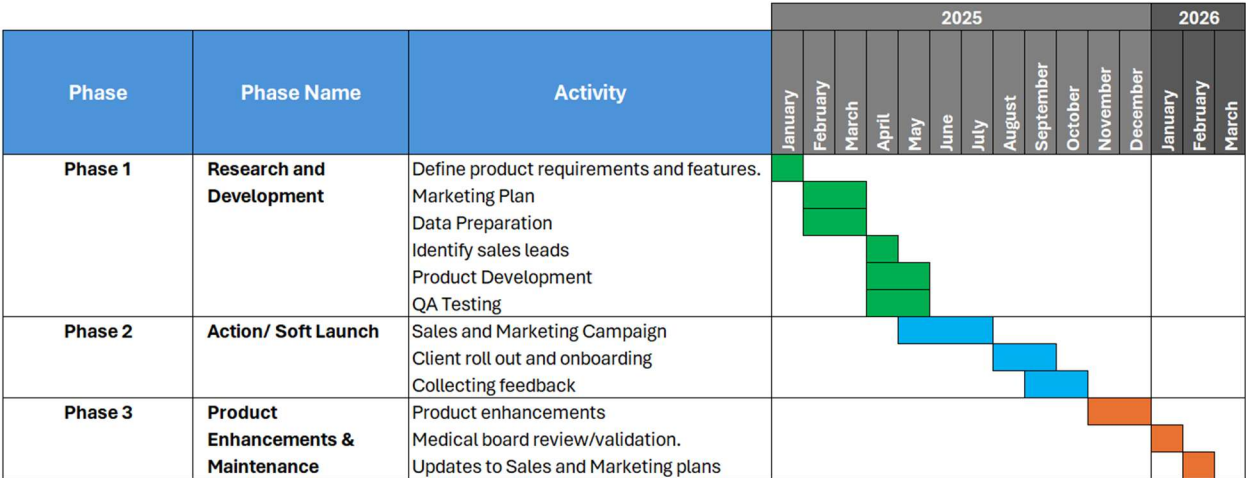 2025 2026
Phase Phase Name Activity January February March April May June July August September October November December January February March
Phase 1 Research and Define product requirements and features.
Development Marketing Plan
Data Preparation
Identify sales leads
Product Development
QA Testing
Phase 2 Action/ Soft Launch Sales and Marketing Campaign
Client roll out and onboarding
Collecting feedback
Phase 3 Product Product enhancements
Enhancements & Medical board review/validation.
Maintenance Updates to Sales and Marketing plans